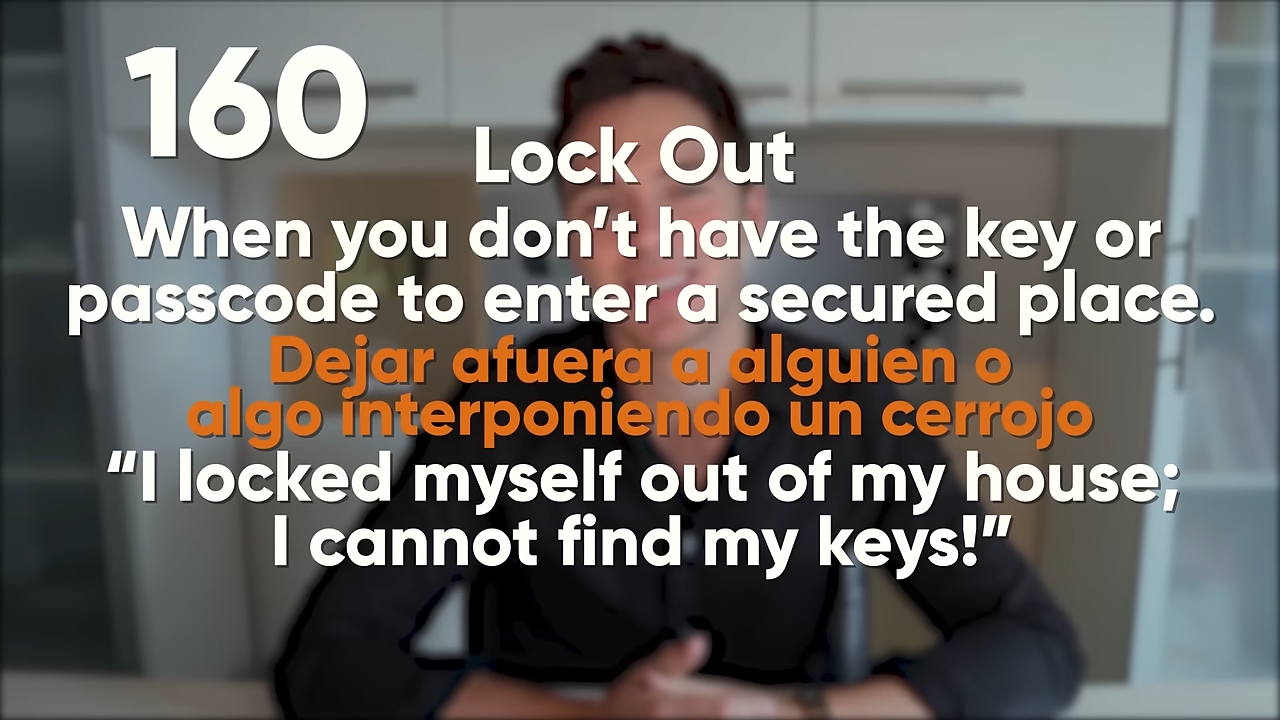 160
Lock Out
When you don’t have the key or
passcode to enter a secured place.
Dejar afuera a alguien o
algo interponiendo un cerrojo
“I locked myself out of my house;
I cannot find my keys!”